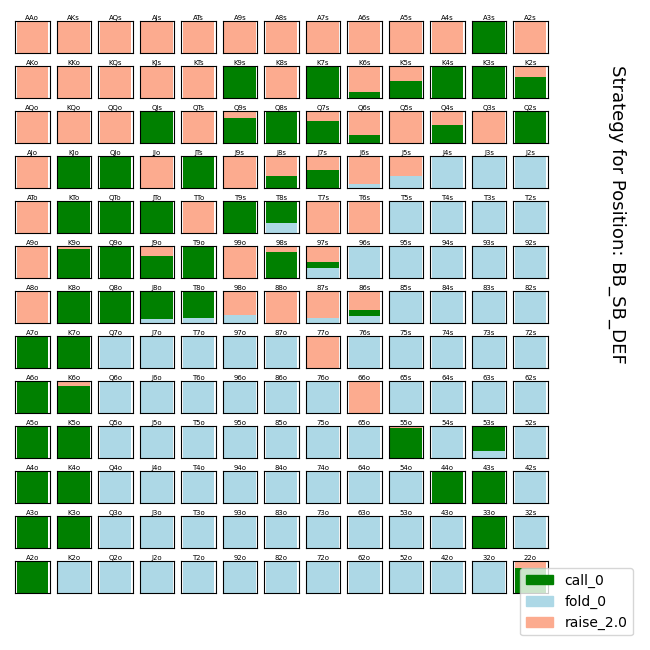 AAo AKs AQs AJs ATs A9s A8s A7s A6s A5s A4s A3s A2s
AKo KKo KQs KJs KTs K9s K8s K7s K6s K5s K4s K3s K2s
AQo KQo QQo QJs QTs Q9s Q8s Q7s Q6s Q5s Q4s Q3s Q2s
AJo KJo QJo JJo JTs J9s J8s J7s J6s J5s J4s J3s J2s
ATo KTo QTo JTo TTo T9s T8s T7s T6s T5s T4s T3s T2s
A9o K9o Q9o J9o T9o 99o 98s 97s 96s 95s 94s 93s 92s
A8o K8o Q8o J8o T8o 98o 88o 87s 86s 85s 84s 83s 82s
A7o K7o Q7o J7o T7o 97o 87o 77o 76s 75s 74s 73s 72s
A6o K6o Q6o J6o T6o 96o 86o 76o 66o 65s 64s 63s 62s
A5o K5o Q5o J5o T5o 95o 85o 75o 65o 55o 54s 53s 52s
A4o K4o Q4o J4o T4o 94o 84o 74o 64o 54o 44o 43s 42s
A3o K3o Q3o J3o T3o 93o 83o 73o 63o 53o 43o 33o 32s
A2o K2o Q2o J2o T2o 92o 82o 72o 62o 52o 42o 32o 22o
Strategy for Position: BB_SB_DEF
call_0
fold_0
raise_2.0